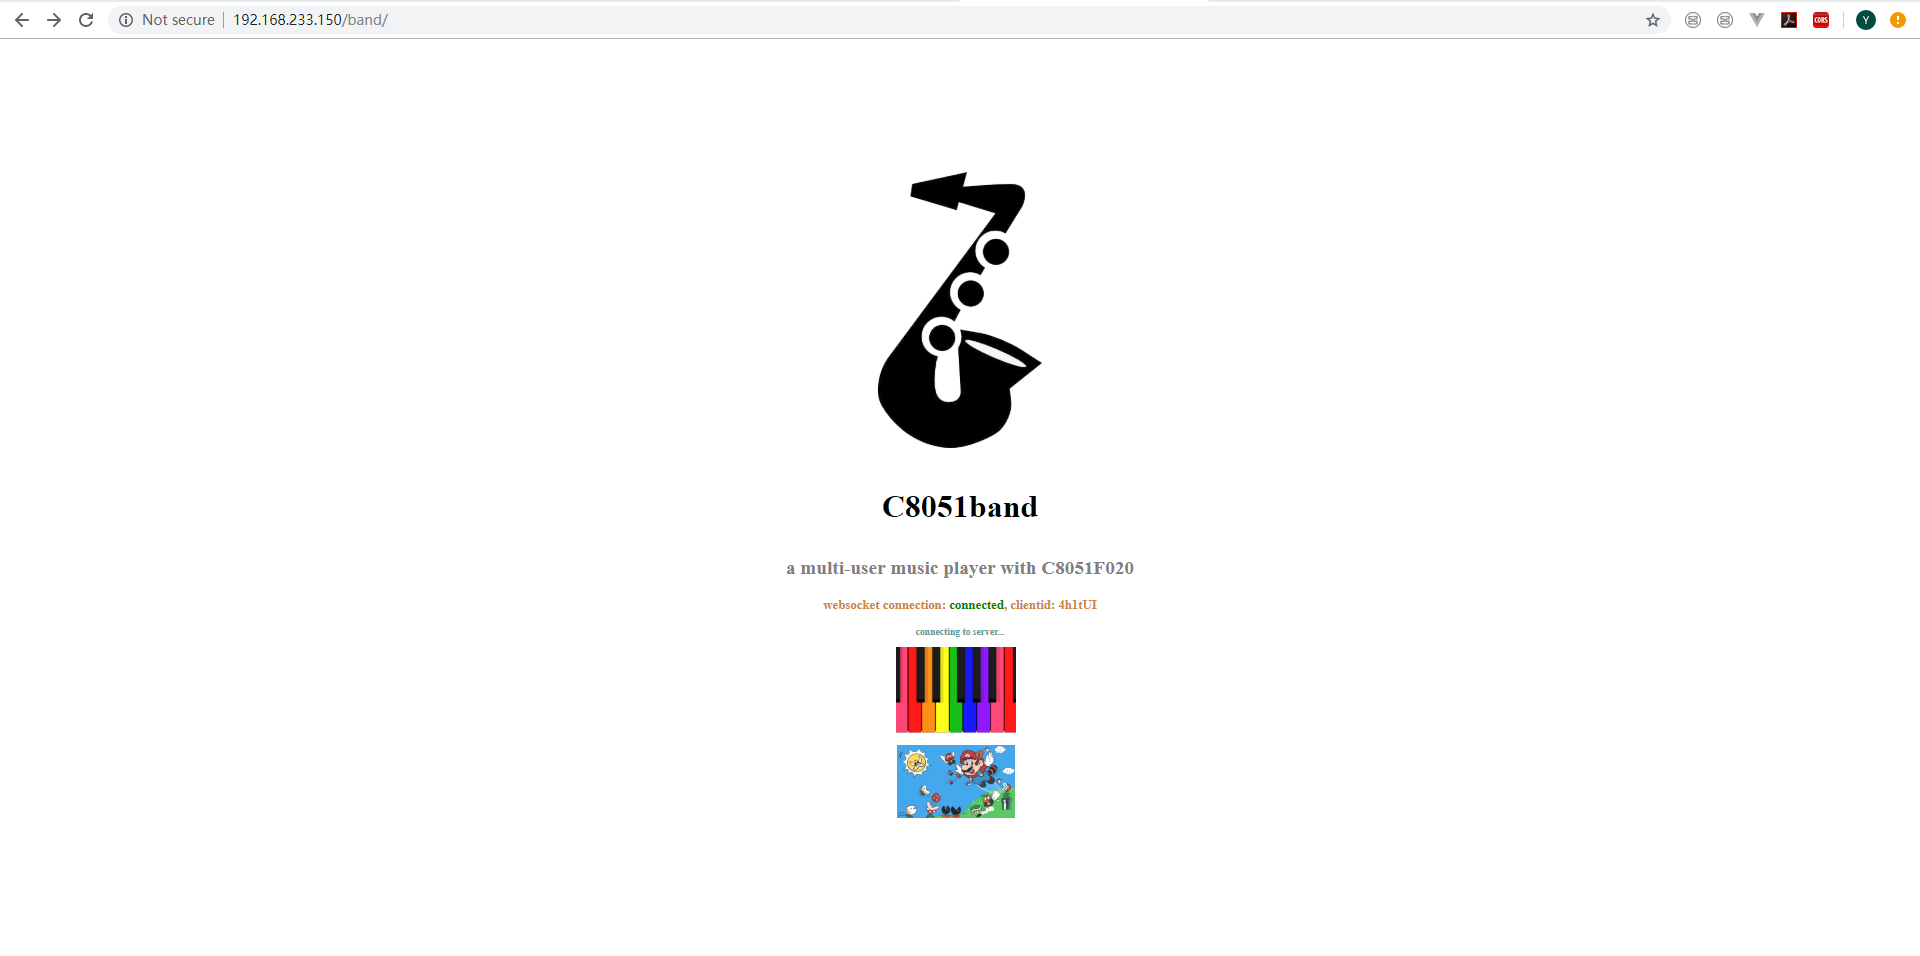 Not secure | 192.168.233.150/band/
CORS
Y
C8051band
a multi-user music player with C8051F020
websocket connection: connected, clientid: 4h1tUI
connecting to server...